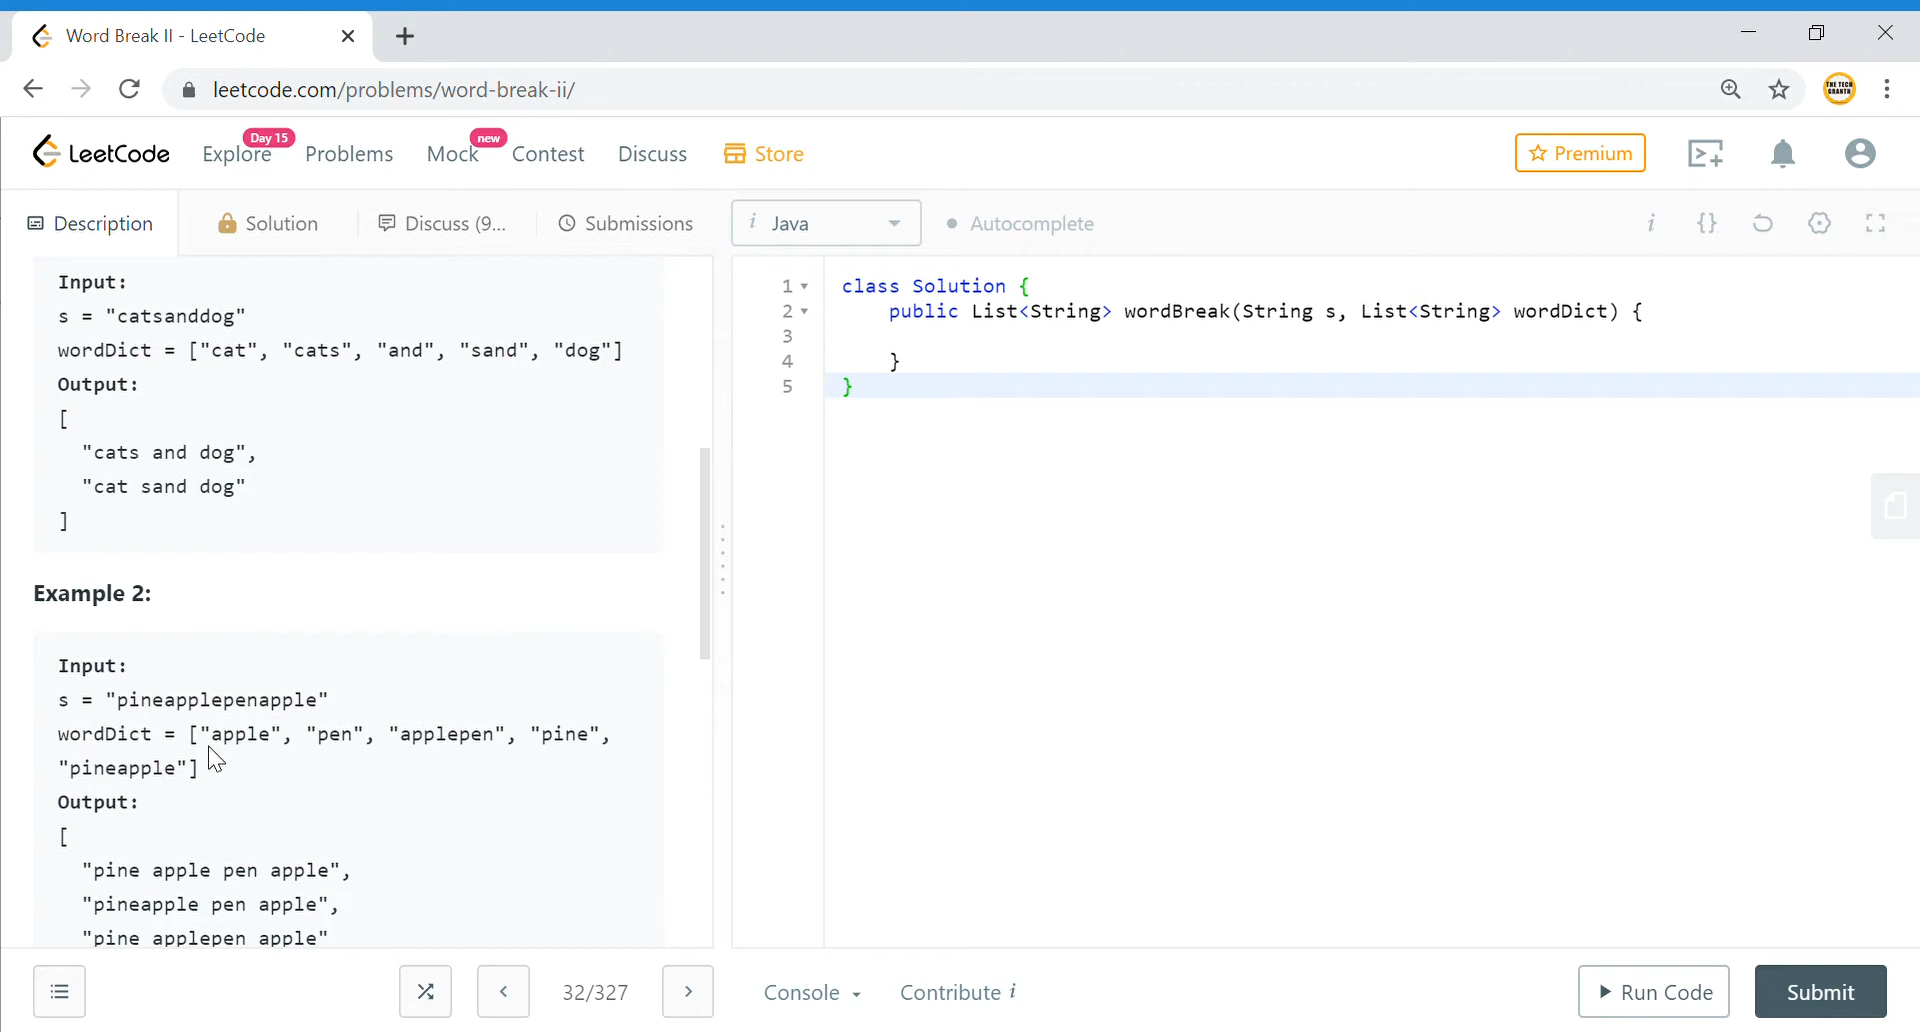 Word Break II - LeetCode
leetcode.com/problems/word-break-ii/
THE TECH GRANTH
LeetCode
Explore
Day 15
Problems
Mock
new
Contest
Discuss
Store
Premium
Description
Solution
Discuss (9...
Submissions
i Java
Autocomplete
i {}
Input:
s = "catsanddog"
wordDict = ["cat", "cats", "and", "sand", "dog"]
Output:
[
"cats and dog",
"cat sand dog"
]
Example 2:
Input:
s = "pineapplepenapple"
wordDict = ["apple", "pen", "applepen", "pine",
"pineapple"]
Output:
[
"pine apple pen apple",
"pineapple pen apple",
"pine applepen apple"
1 class Solution {
2 public List<String> wordBreak(String s, List<String> wordDict) {
3
4 }
5 }
32/327
Console
Contribute i
Run Code
Submit